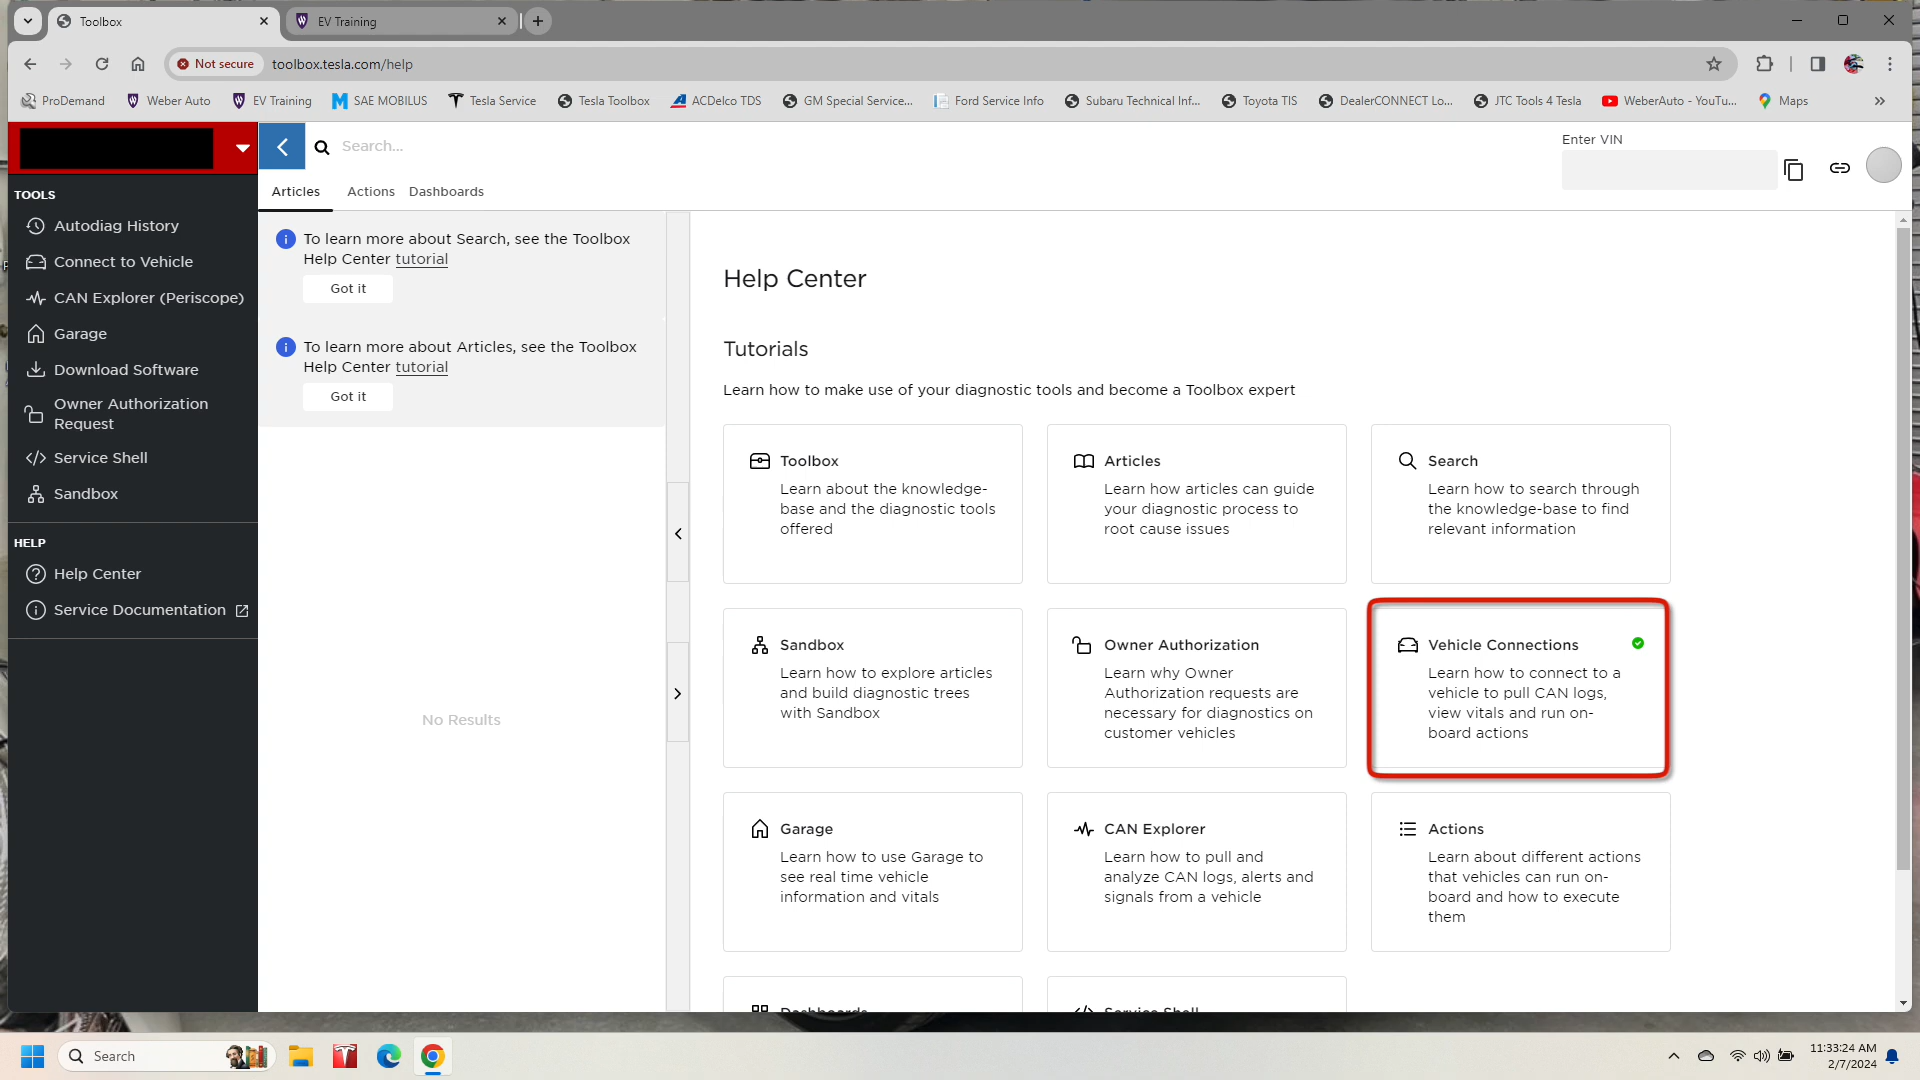 Toolbox
EV Training
Not secure
toolbox.tesla.com/help
ProDemand
Weber Auto
EV Training
SAE MOBILUS
Tesla Service
Tesla Toolbox
ACDelco TDS
GM Special Service...
Ford Service Info
Subaru Technical Inf...
Toyota TIS
DealerCONNECT Lo...
JTC Tools 4 Tesla
WeberAuto - YouTu...
Maps
TOOLS
Autodiag History
Connect to Vehicle
CAN Explorer (Periscope)
Garage
Download Software
Owner Authorization
Request
Service Shell
Sandbox
HELP
Help Center
Service Documentation
Search...
Enter VIN
Articles
Actions
Dashboards
To learn more about Search, see the Toolbox
Help Center tutorial
Got it
To learn more about Articles, see the Toolbox
Help Center tutorial
Got it
No Results
Help Center
Tutorials
Learn how to make use of your diagnostic tools and become a Toolbox expert
Toolbox
Learn about the knowledge-
base and the diagnostic tools
offered
Articles
Learn how articles can guide
your diagnostic process to
root cause issues
Search
Learn how to search through
the knowledge-base to find
relevant information
Sandbox
Learn how to explore articles
and build diagnostic trees
with Sandbox
Owner Authorization
Learn why Owner
Authorization requests are
necessary for diagnostics on
customer vehicles
Vehicle Connections
Learn how to connect to a
vehicle to pull CAN logs,
view vitals and run on-
board actions
Garage
Learn how to use Garage to
see real time vehicle
information and vitals
CAN Explorer
Learn how to pull and
analyze CAN logs, alerts and
signals from a vehicle
Actions
Learn about different actions
that vehicles can run on-
board and how to execute
them
Dashboards
Service Shell
Search
11:33:24 AM
2/7/2024